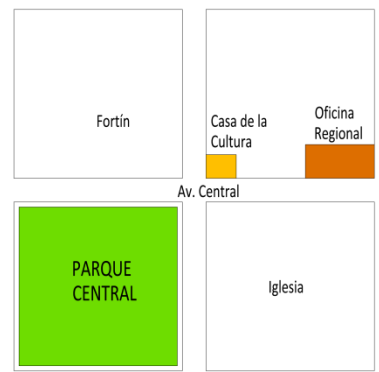 Fortín
Casa de la
Cultura
Oficina
Regional
Av. Central
PARQUE
CENTRAL
Iglesia